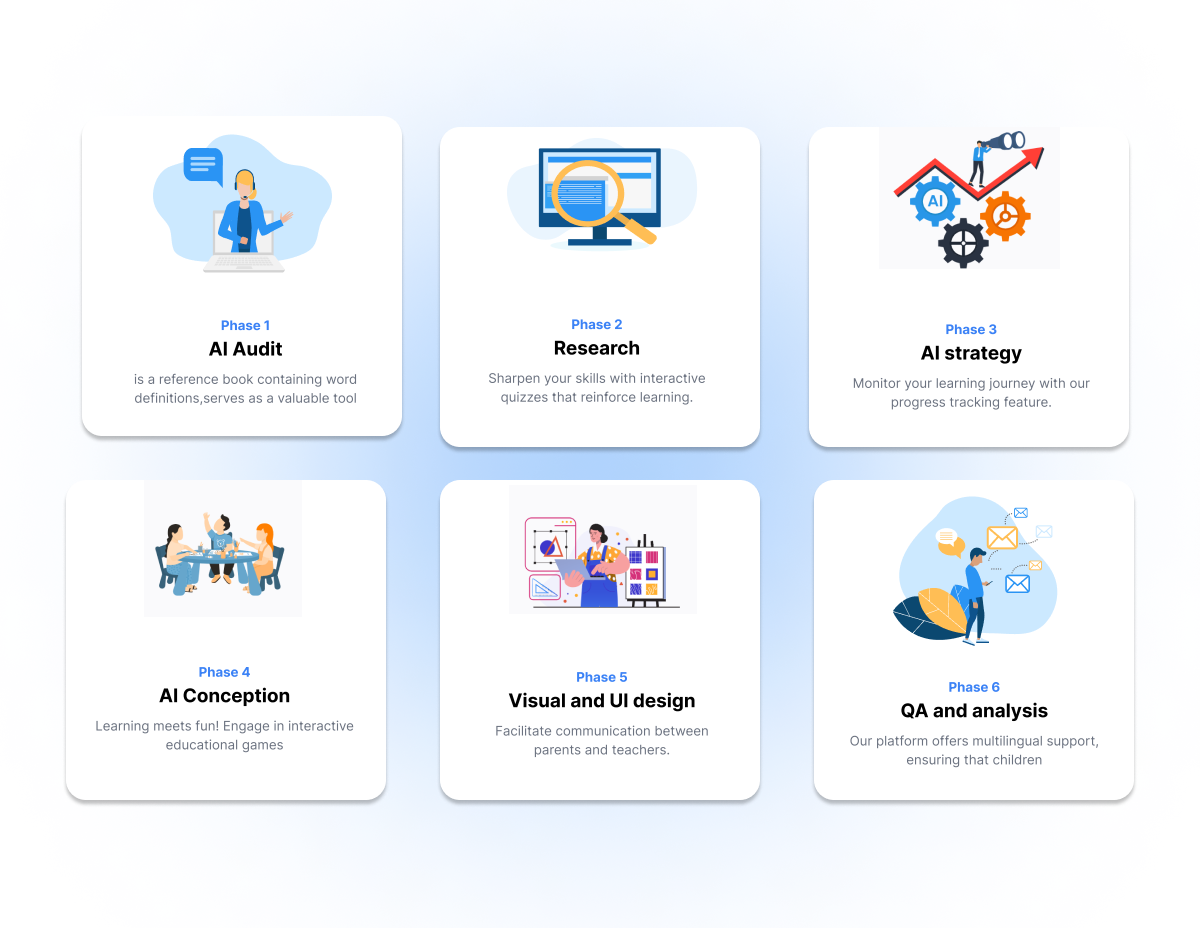 Phase 1
AI Audit
is a reference book containing word
definitions,serves as a valuable tool
Phase 2
Research
Sharpen your skills with interactive
quizzes that reinforce learning.
AI
Phase 3
AI strategy
Monitor your learning journey with our
progress tracking feature.
Phase 4
AI Conception
Learning meets fun! Engage in interactive
educational games
Phase 5
Visual and UI design
Facilitate communication between
parents and teachers.
Phase 6
QA and analysis
Our platform offers multilingual support,
ensuring that children